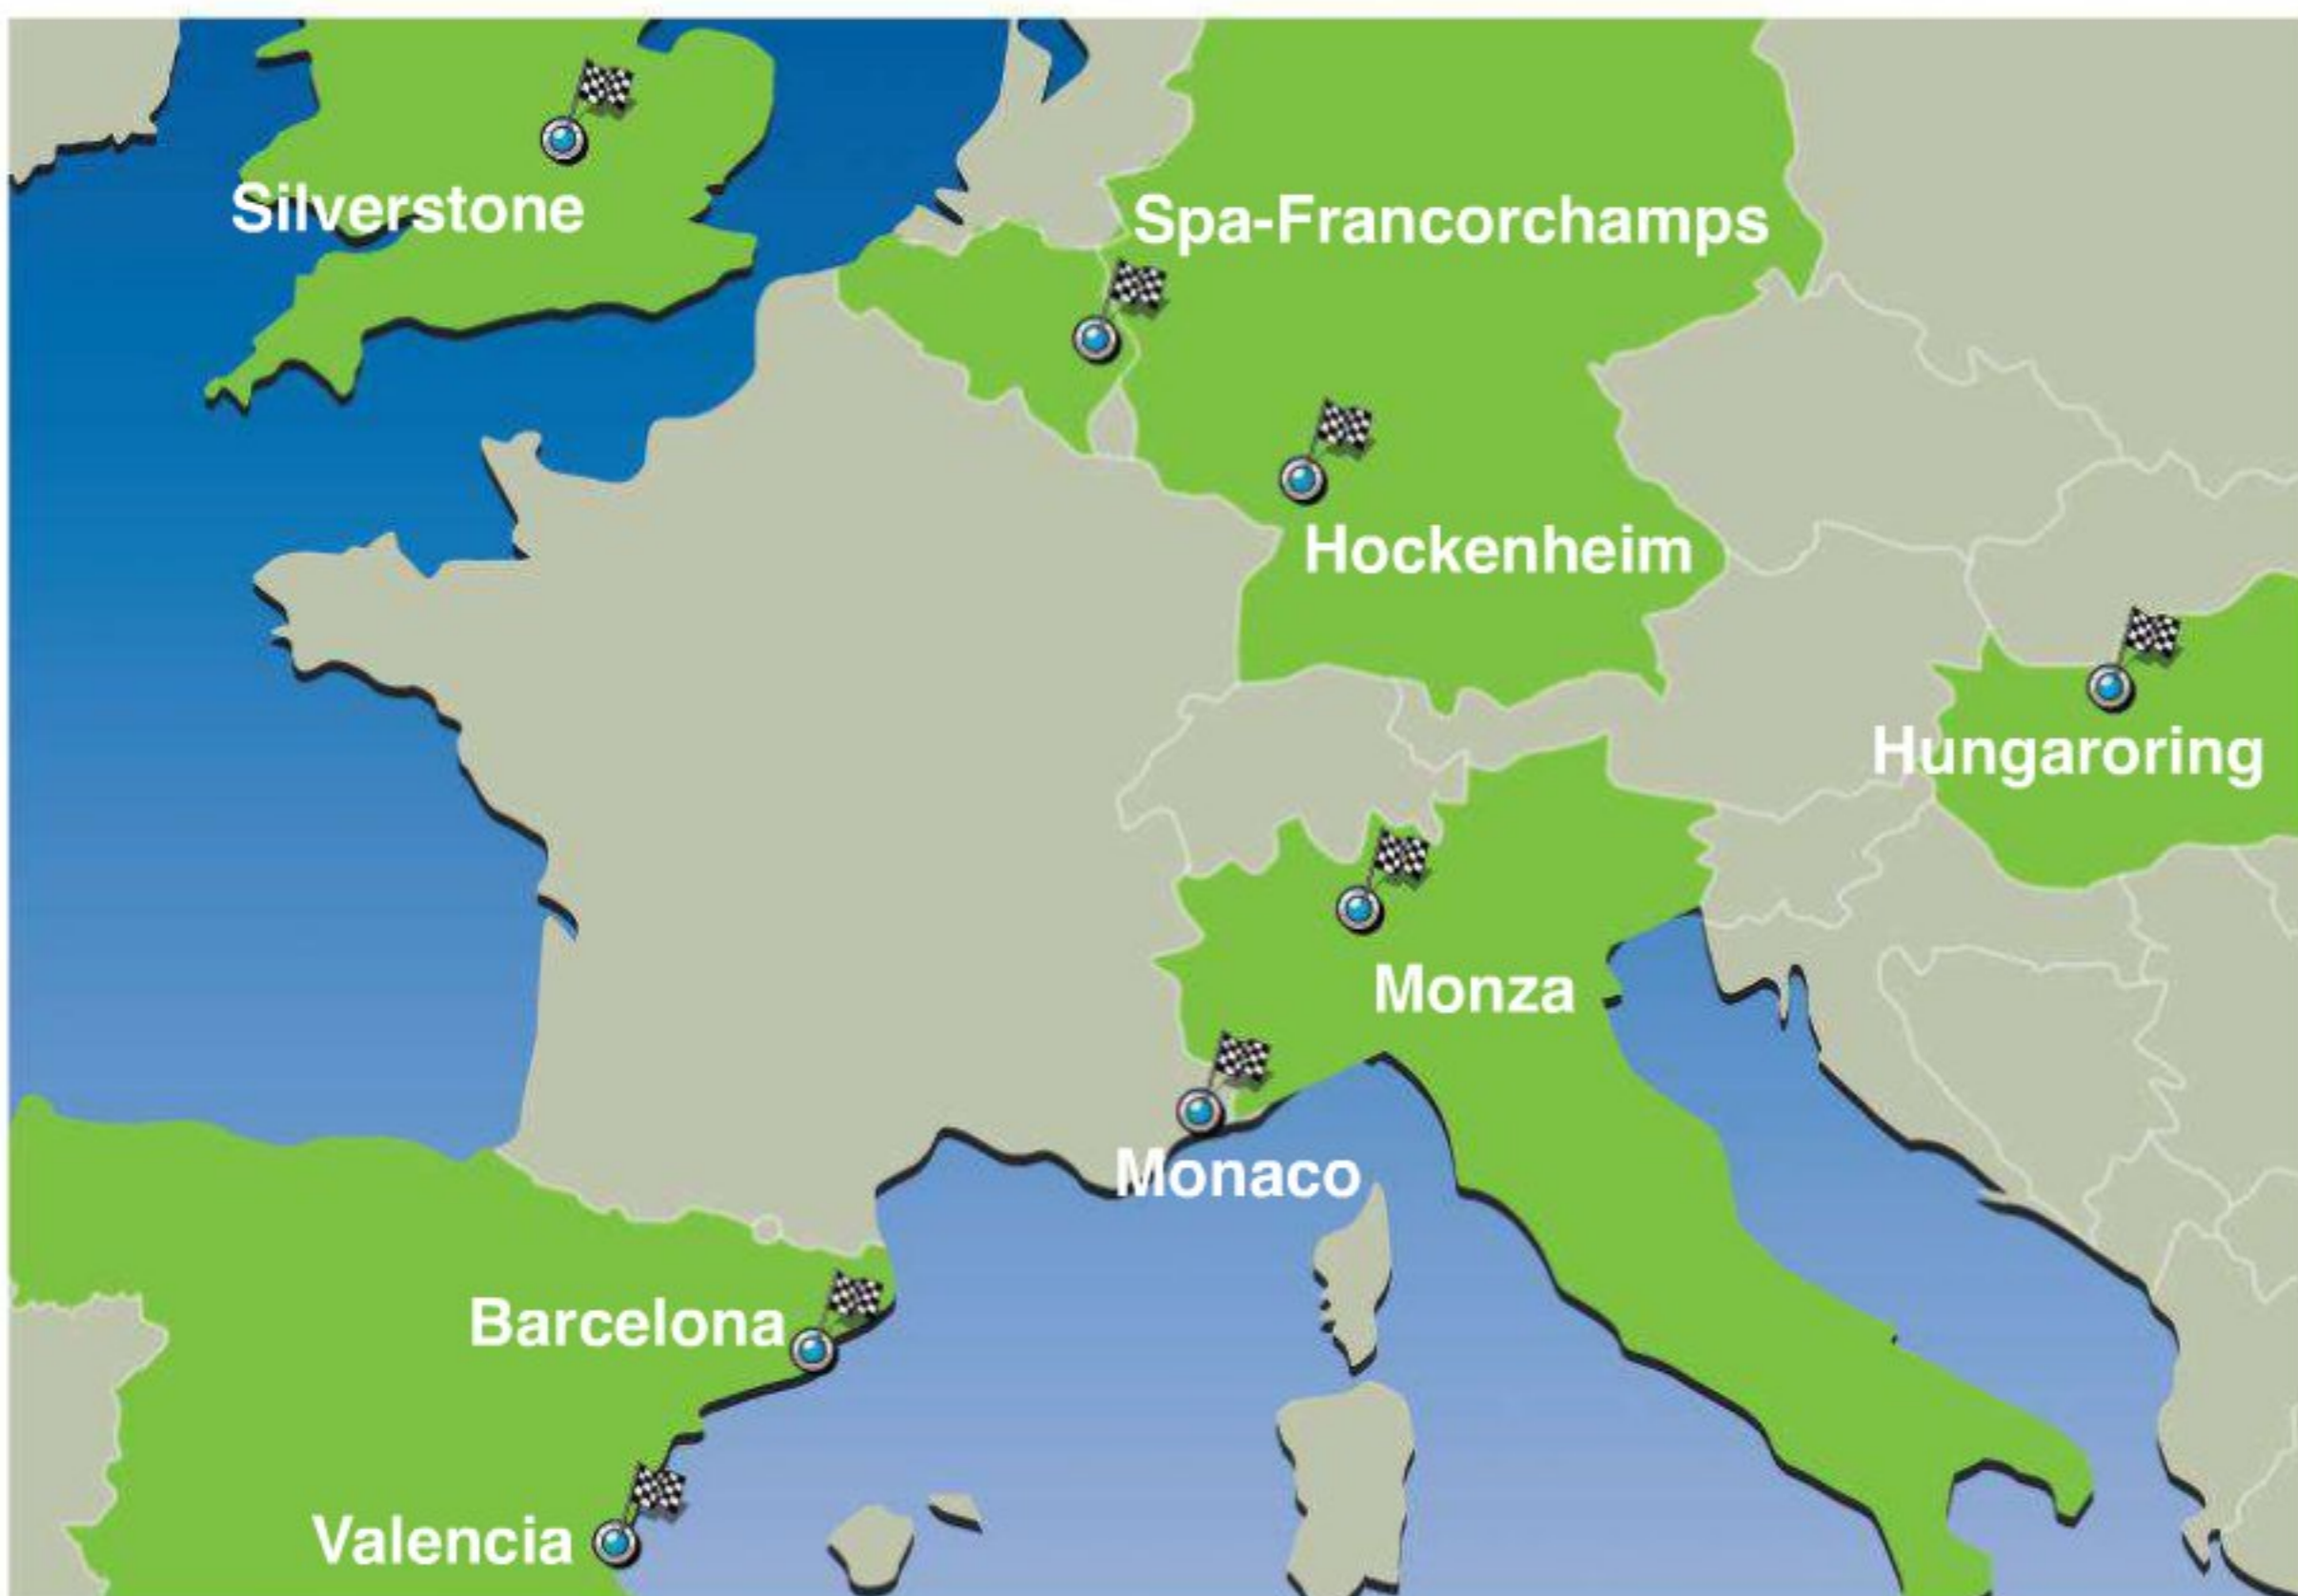 Silverstone
Spa-Francorchamps
Hockenheim
Hungaroring
Monza
Monaco
Barcelona
Valencia